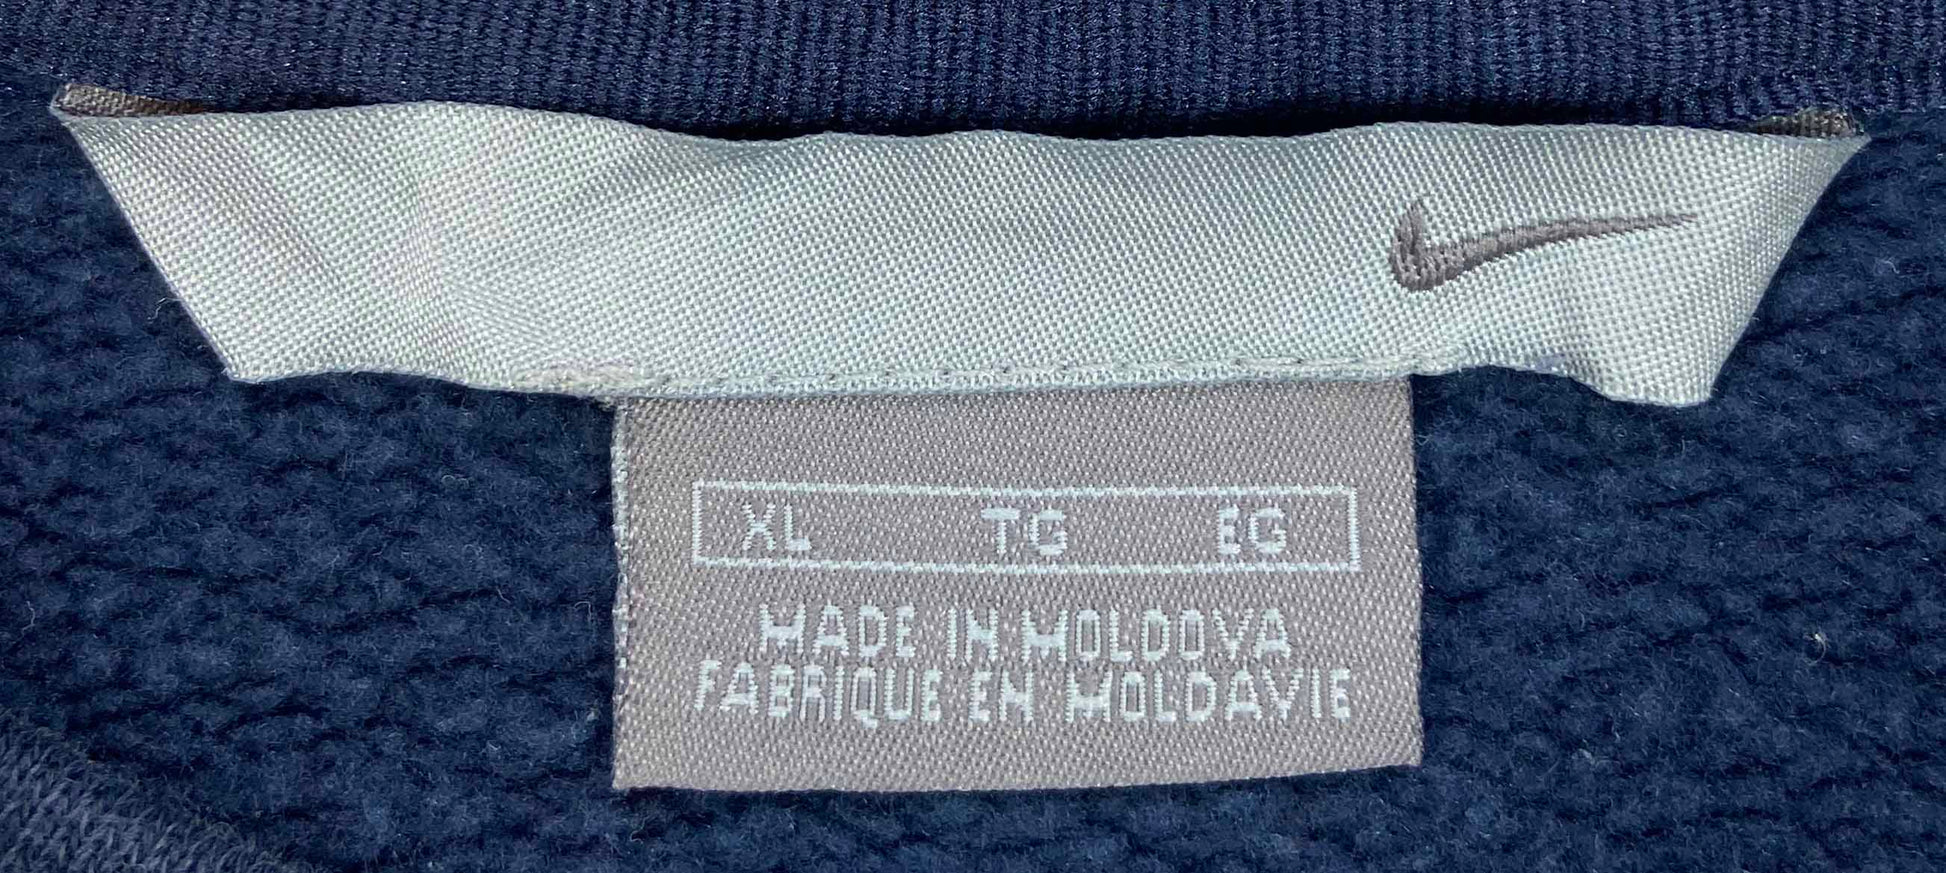 XL TG EG
MADE IN MOLDOVA
FABRIQUE EN MOLDAVIE